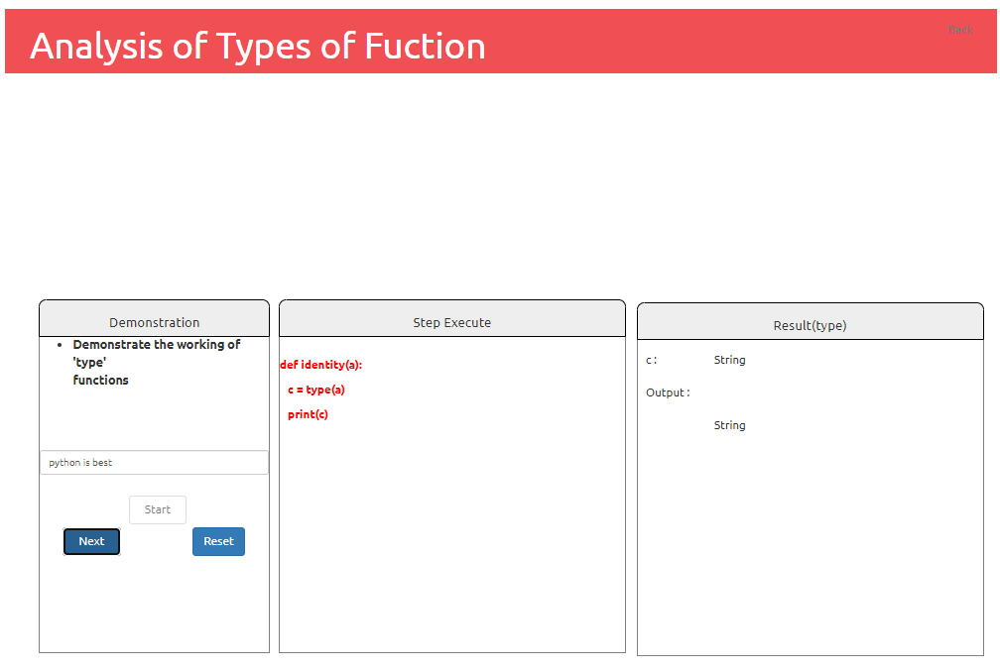 Analysis of Types of Fuction
Back
Demonstration
Demonstrate the working of
'type'
functions
python is best
Start
Next
Reset
Step Execute
def identity(a):
c = type(a)
print(c)
Result(type)
c :
String
Output :
String